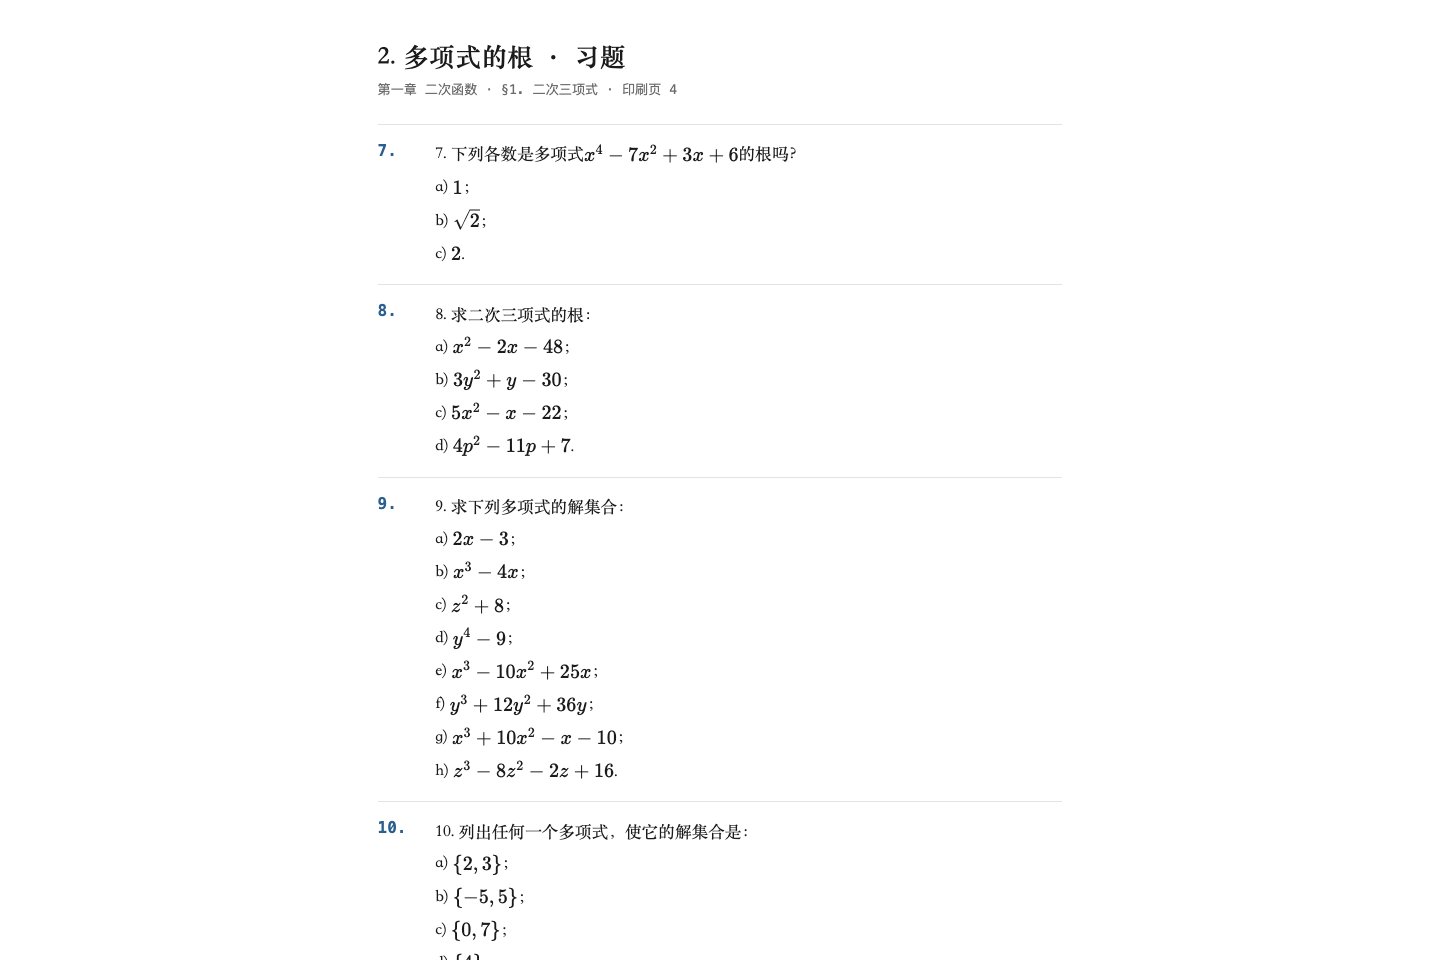 2. 多项式的根 · 习题
第一章 二次函数 · §1. 二次三项式 · 印刷页 4
7. 7. 下列各数是多项式x⁴ − 7x² + 3x + 6的根吗?
a) 1;
b) √2;
c) 2.
8. 8. 求二次三项式的根:
a) x² − 2x − 48;
b) 3y² + y − 30;
c) 5x² − x − 22;
d) 4p² − 11p + 7.
9. 9. 求下列多项式的解集合:
a) 2x − 3;
b) x³ − 4x;
c) z² + 8;
d) y⁴ − 9;
e) x³ − 10x² + 25x;
f) y³ + 12y² + 36y;
g) x³ + 10x² − x − 10;
h) z³ − 8z² − 2z + 16.
10. 10. 列出任何一个多项式, 使它的解集合是:
a) {2, 3};
b) {−5, 5};
c) {0, 7};